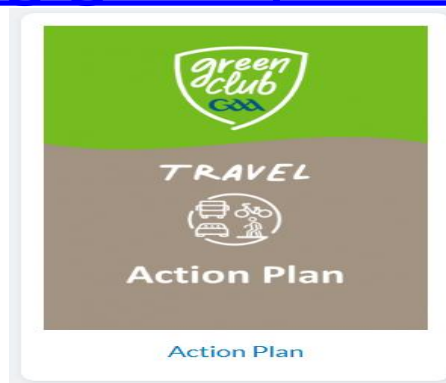 green
club
GAA
TRAVEL
Action Plan
Action Plan